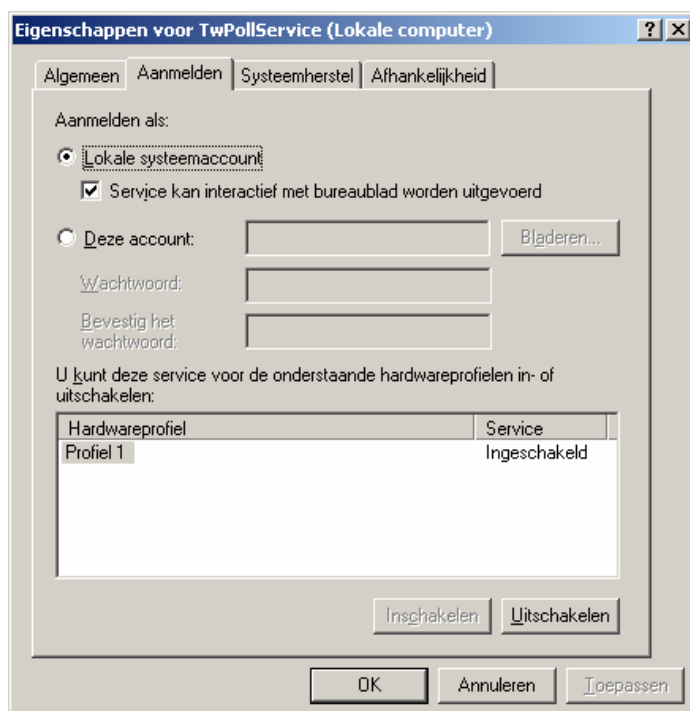 Eigenschappen voor TwPollService (Lokale computer)
Algemeen Aanmelden Systeemherstel Afhankelijkheid
Aanmelden als:
Lokale systeemaccount
Service kan interactief met bureaublad worden uitgevoerd
Deze account: Bladeren...
Wachtwoord:
Bevestig het
wachtwoord:
U kunt deze service voor de onderstaande hardwareprofielen in- of
uitschakelen:
Hardwareprofiel Service
Profiel 1 Ingeschakeld
Inschakelen Uitschakelen
OK Annuleren Toepassen